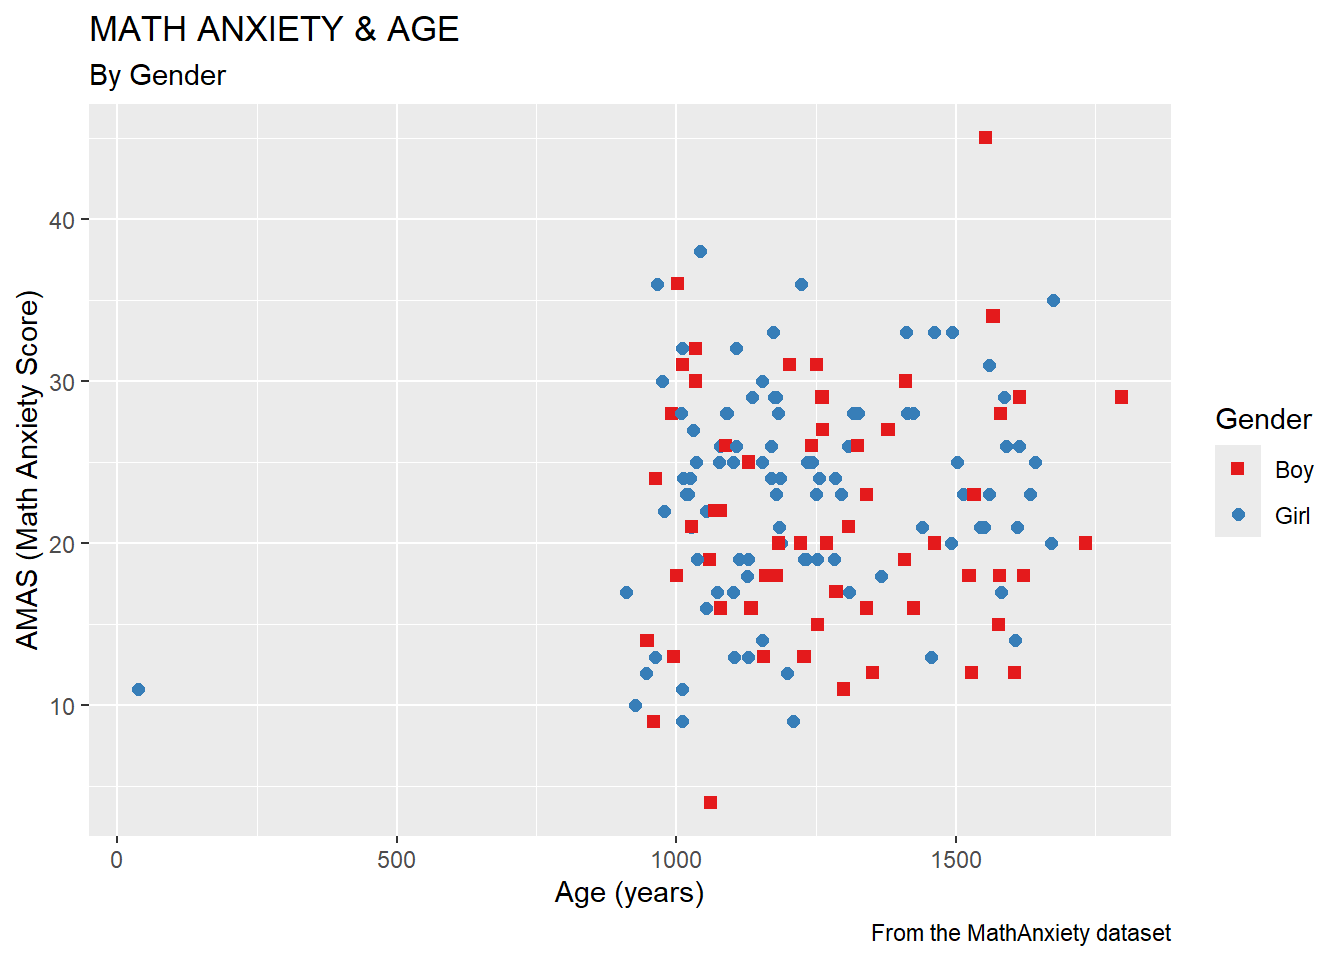 MATH ANXIETY & AGE
By Gender
AMAS (Math Anxiety Score)
40
30
20
10
0
500
1000
1500
Age (years)
Gender
Boy
Girl
From the MathAnxiety dataset